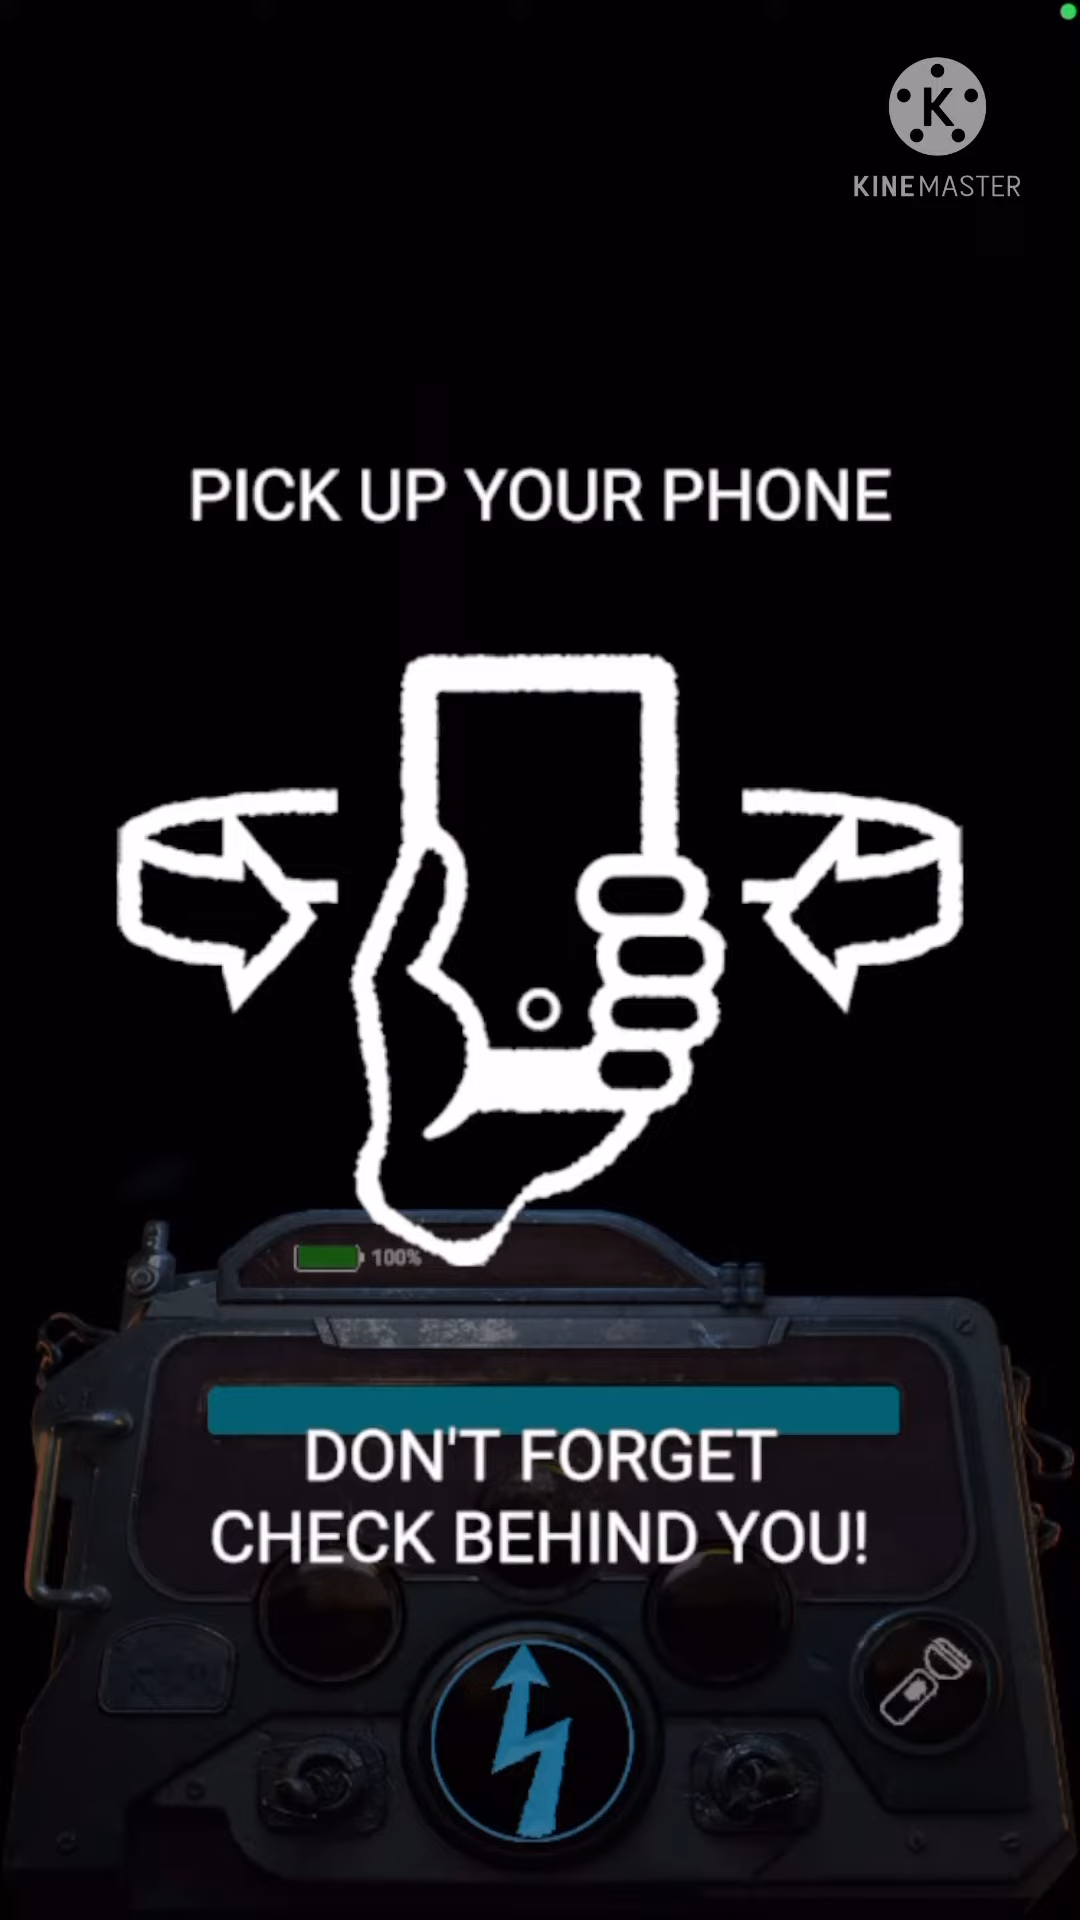 K
KINEMASTER
PICK UP YOUR PHONE
100%
DON'T FORGET
CHECK BEHIND YOU!